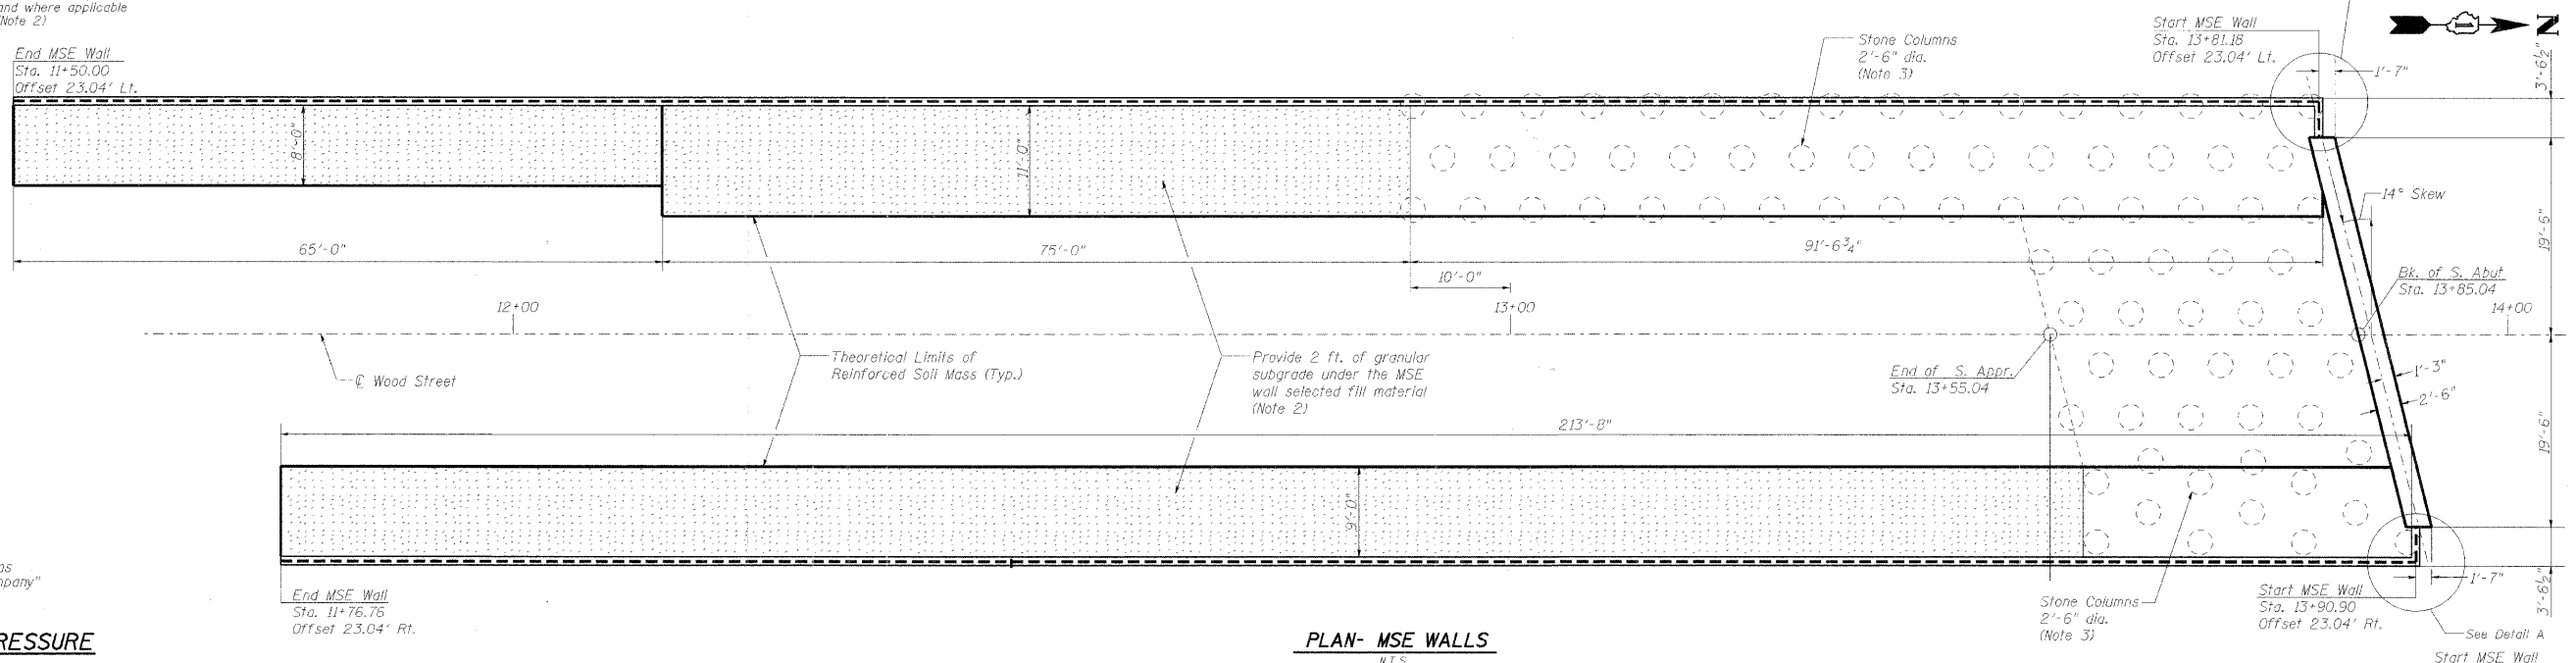 and where applicable
(Note 2)
End MSE Wall
Sta. 11+50.00
Offset 23.04' Lt.
Stone Columns
2'-6" dia.
(Note 3)
Start MSE Wall
Sta. 13+81.18
Offset 23.04' Lt.
N
1'-7"
3'-6½"
8'-0"
11'-0"
14° Skew
19'-6"
65'-0"
75'-0"
91'-6¾"
10'-0"
Bk. of S. Abut
Sta. 13+85.04
12+00
13+00
14+00
℄ Wood Street
Theoretical Limits of
Reinforced Soil Mass (Typ.)
Provide 2 ft. of granular
subgrade under the MSE
wall selected fill material
(Note 2)
End of S. Appr.
Sta. 13+55.04
1'-3"
2'-6"
213'-8"
19'-6"
9'-0"
as
mpany"
End MSE Wall
Sta. 11+76.76
Offset 23.04' Rt.
Stone Columns
2'-6" dia.
(Note 3)
Start MSE Wall
Sta. 13+90.90
Offset 23.04' Rt.
1'-7"
3'-6½"
See Detail A
RESSURE
PLAN- MSE WALLS
N.T.S.
Start MSE Wall